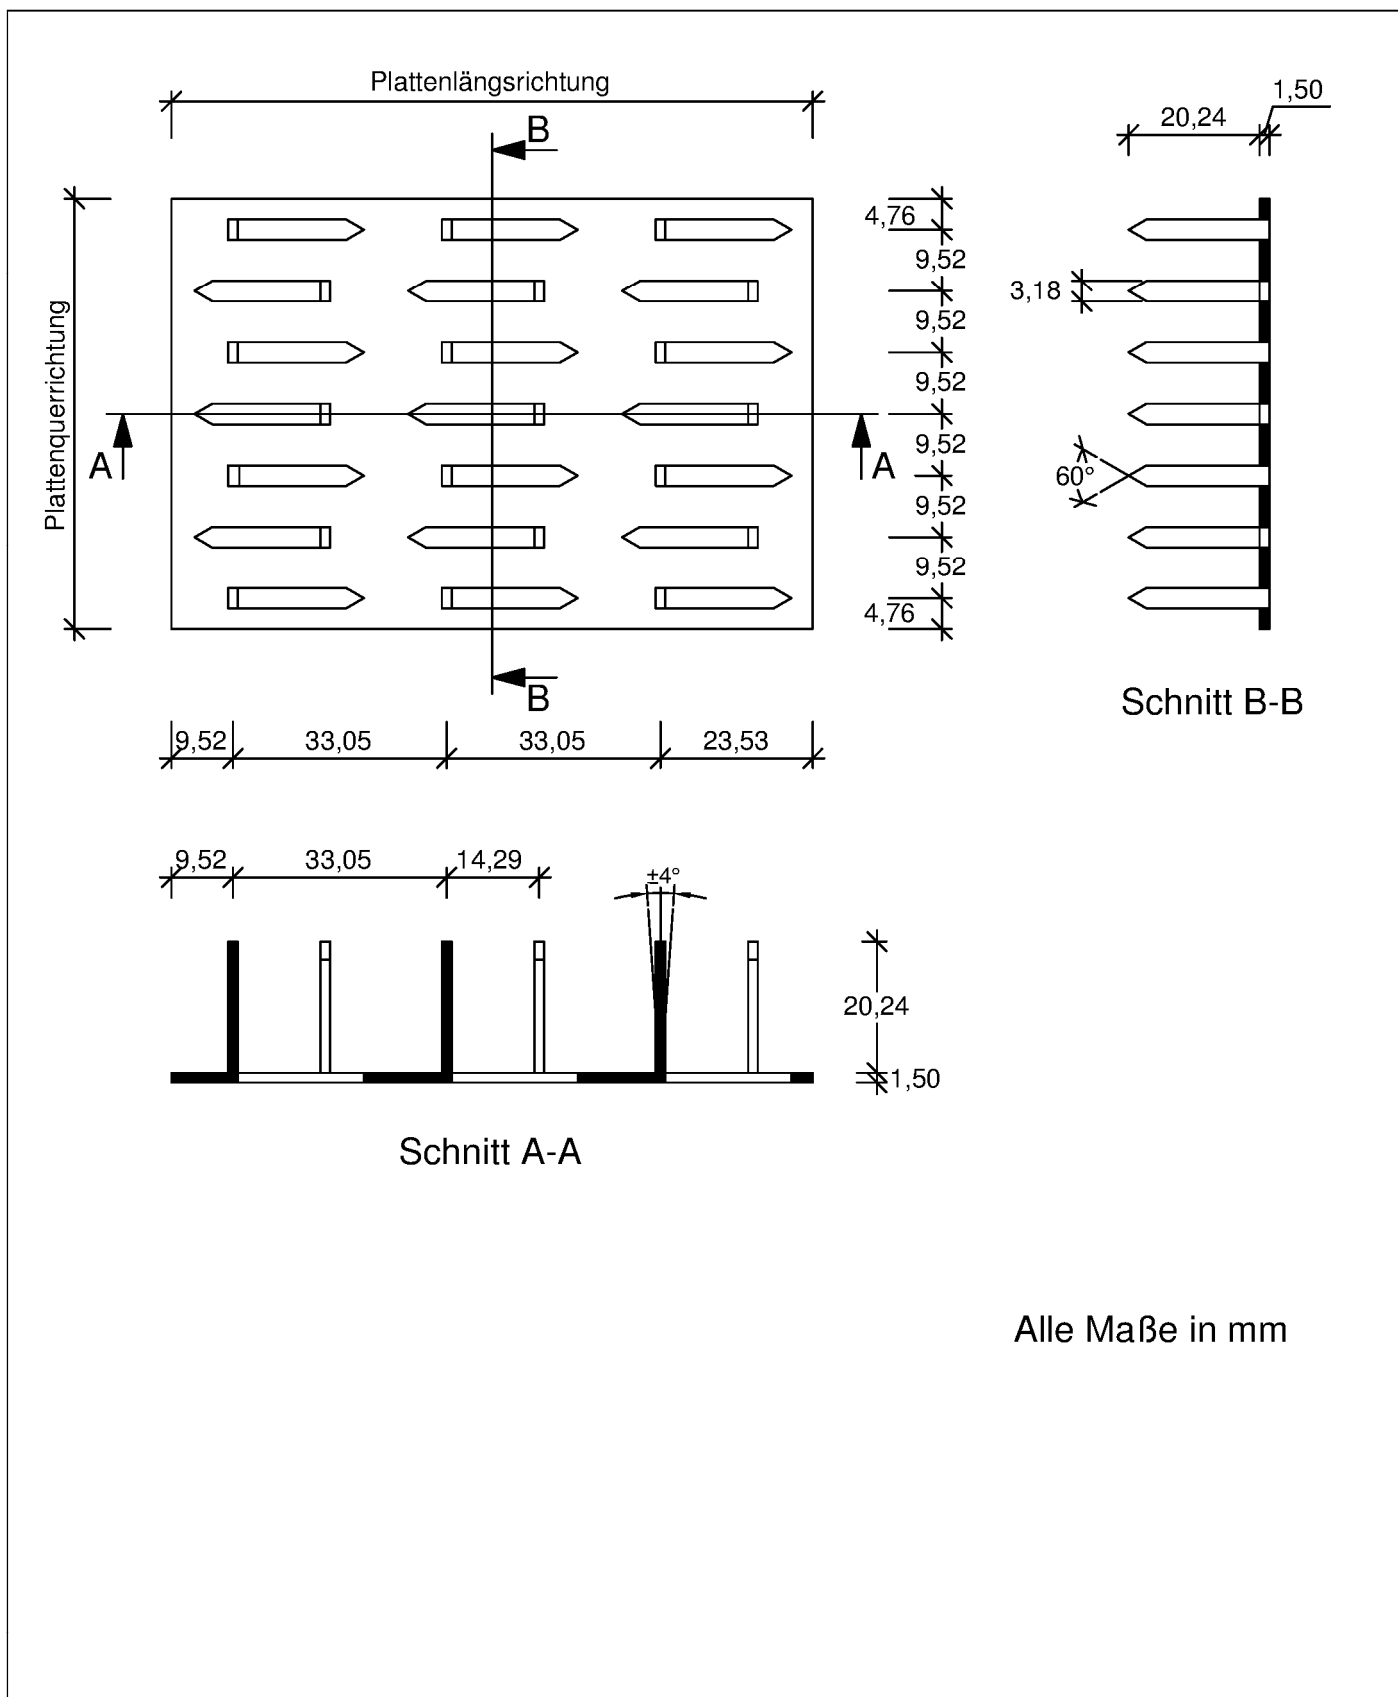 Plattenlängsrichtung
B
20,24
1,50
Plattenquerrichtung
4,76
9,52
3,18
9,52
9,52
A
A
9,52
60°
9,52
9,52
4,76
B
Schnitt B-B
9,52 33,05 33,05 23,53
9,52 33,05 14,29
±4°
20,24
1,50
Schnitt A-A
Alle Maße in mm